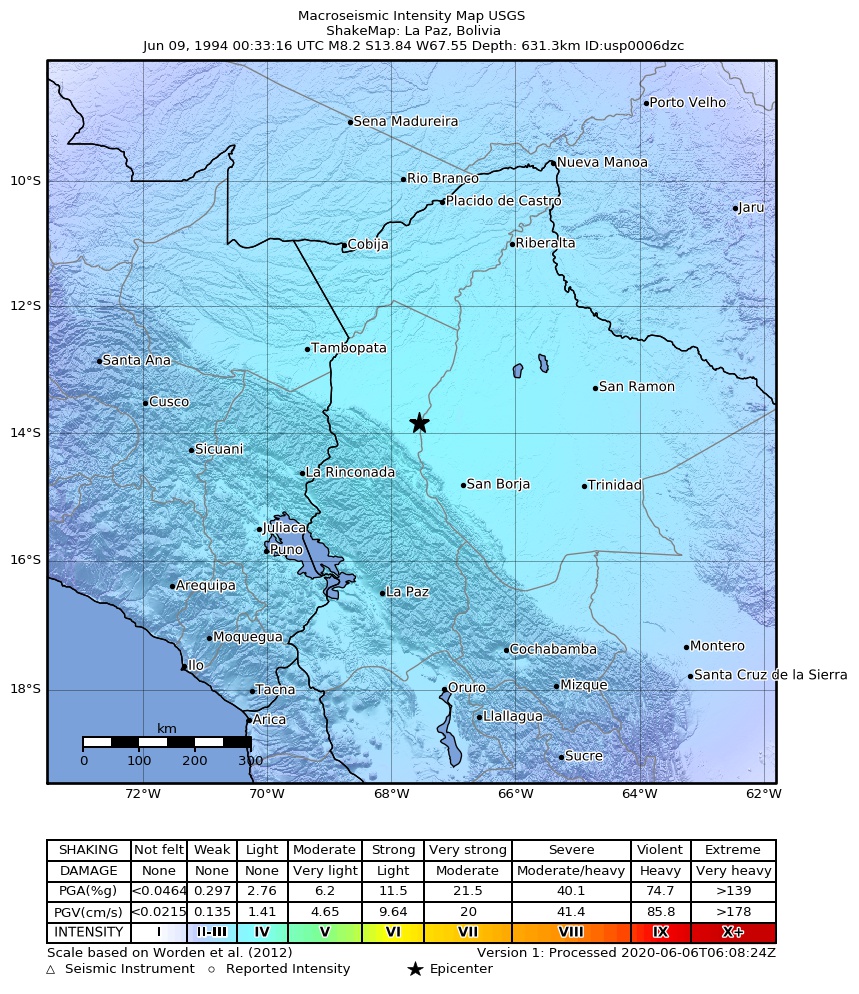 Macroseismic Intensity Map USGS
ShakeMap: La Paz, Bolivia
Jun 09, 1994 00:33:16 UTC M8.2 S13.84 W67.55 Depth: 631.3km ID:usp0006dzc
Porto Velho
Sena Madureira
Nueva Manoa
10°S
Rio Branco
Placido de Castro
Jaru
Cobija
Riberalta
12°S
Tambopata
Santa Ana
San Ramon
Cusco
14°S
Sicuani
La Rinconada
San Borja
Trinidad
Juliaca
Puno
16°S
Arequipa
La Paz
Moquegua
Montero
Cochabamba
Ilo
Santa Cruz de la Sierra
18°S
Tacna
Oruro
Mizque
Arica
Llallagua
km
0 100 200 300
Sucre
72°W 70°W 68°W 66°W 64°W 62°W
SHAKING Not felt Weak Light Moderate Strong Very strong Severe Violent Extreme
DAMAGE None None None Very light Light Moderate Moderate/heavy Heavy Very heavy
PGA(%g) <0.0464 0.297 2.76 6.2 11.5 21.5 40.1 74.7 >139
PGV(cm/s) <0.0215 0.135 1.41 4.65 9.64 20 41.4 85.8 >178
INTENSITY I II-III IV V VI VII VIII IX X+
Scale based on Worden et al. (2012) Version 1: Processed 2020-06-06T06:08:24Z
Seismic Instrument Reported Intensity Epicenter